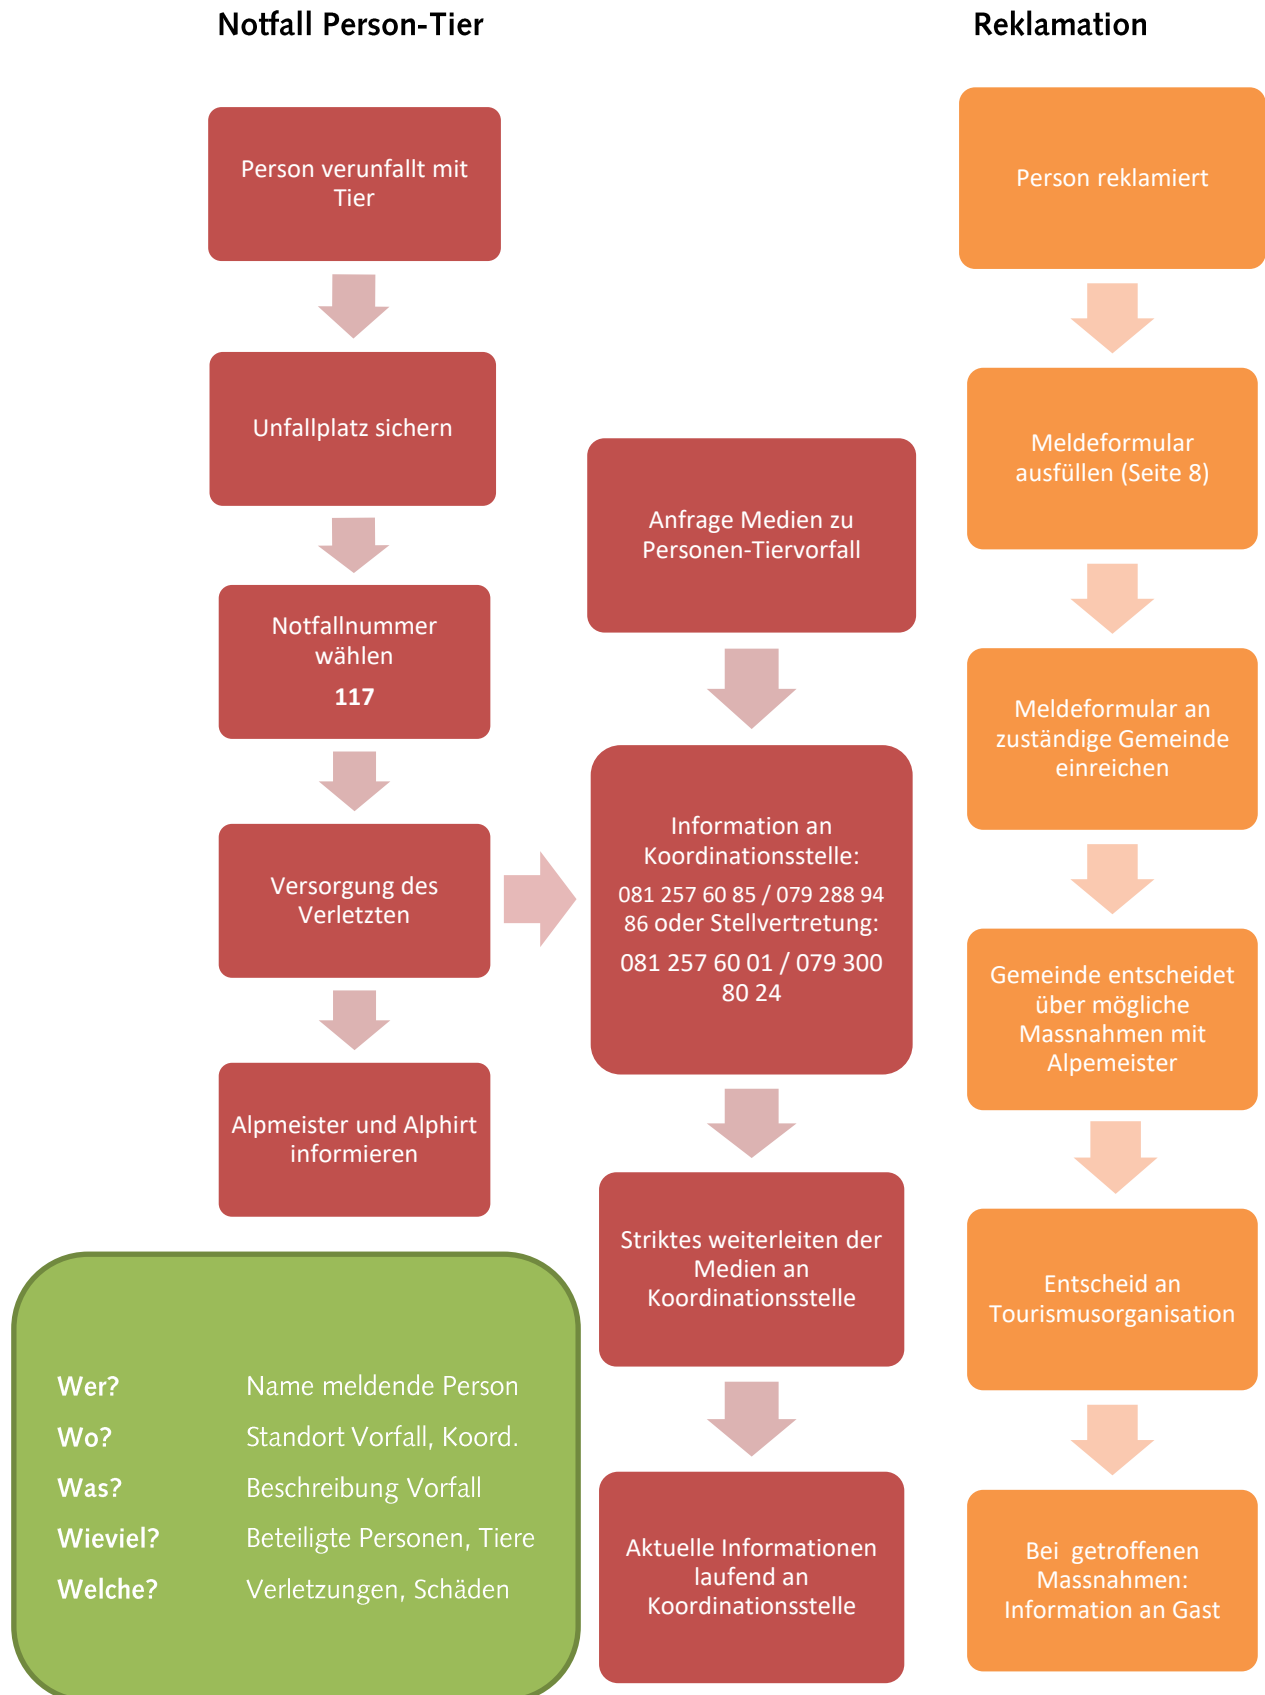 Notfall Person-Tier
Person verunfallt mit
Tier
Unfallplatz sichern
Notfallnummer
wählen
117
Versorgung des
Verletzten
Alpmeister und Alphirt
informieren
Wer? Name meldende Person
Wo? Standort Vorfall, Koord.
Was? Beschreibung Vorfall
Wieviel? Beteiligte Personen, Tiere
Welche? Verletzungen, Schäden
Anfrage Medien zu
Personen-Tiervorfall
Information an
Koordinationsstelle:
081 257 60 85 / 079 288 94
86 oder Stellvertretung:
081 257 60 01 / 079 300
80 24
Striktes weiterleiten der
Medien an
Koordinationsstelle
Aktuelle Informationen
laufend an
Koordinationsstelle
Reklamation
Person reklamiert
Meldeformular
ausfüllen (Seite 8)
Meldeformular an
zuständige Gemeinde
einreichen
Gemeinde entscheidet
über mögliche
Massnahmen mit
Alpemeister
Entscheid an
Tourismusorganisation
Bei getroffenen
Massnahmen:
Information an Gast